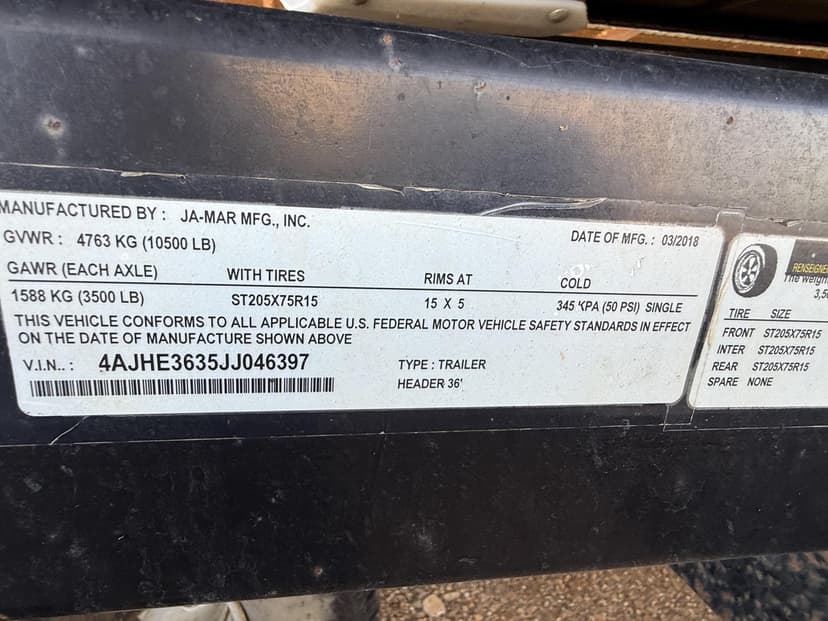 MANUFACTURED BY : JA-MAR MFG., INC.
DATE OF MFG. : 03/2018
GVWR : 4763 KG (10500 LB)
GAWR (EACH AXLE) WITH TIRES RIMS AT COLD
1588 KG (3500 LB) ST205X75R15 15 X 5 345 KPA (50 PSI) SINGLE
THIS VEHICLE CONFORMS TO ALL APPLICABLE U.S. FEDERAL MOTOR VEHICLE SAFETY STANDARDS IN EFFECT
ON THE DATE OF MANUFACTURE SHOWN ABOVE
V.I.N.. : 4AJHE3635JJ046397 TYPE : TRAILER
HEADER 36'
The
3,5
TIRE SIZE
FRONT ST205X75R15
INTER ST205X75R15
REAR ST205X75R15
SPARE NONE